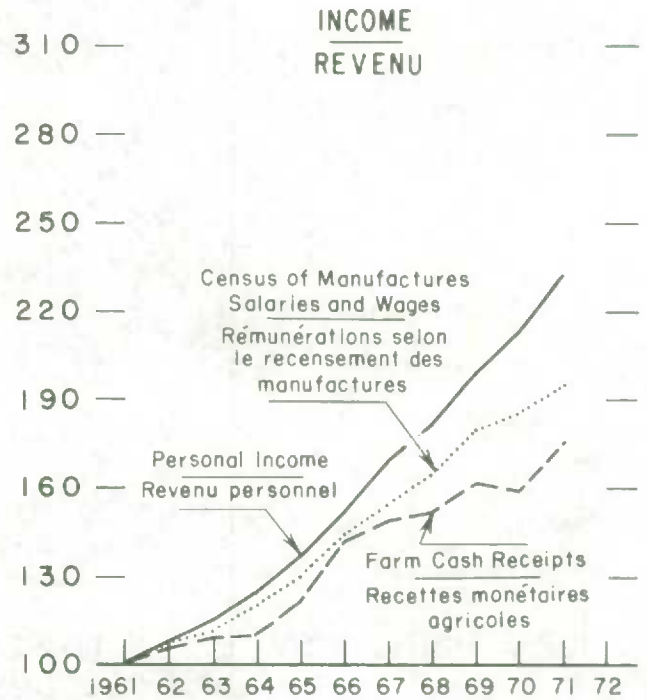 INCOME
REVENU
310
280
250
220
190
160
130
100
Census of Manufactures
Salaries and Wages
Rémunérations selon
le recensement des
manufactures
Personal Income
Revenu personnel
Farm Cash Receipts
Recettes monétaires
agricoles
1961 62 63 64 65 66 67 68 69 70 71 72